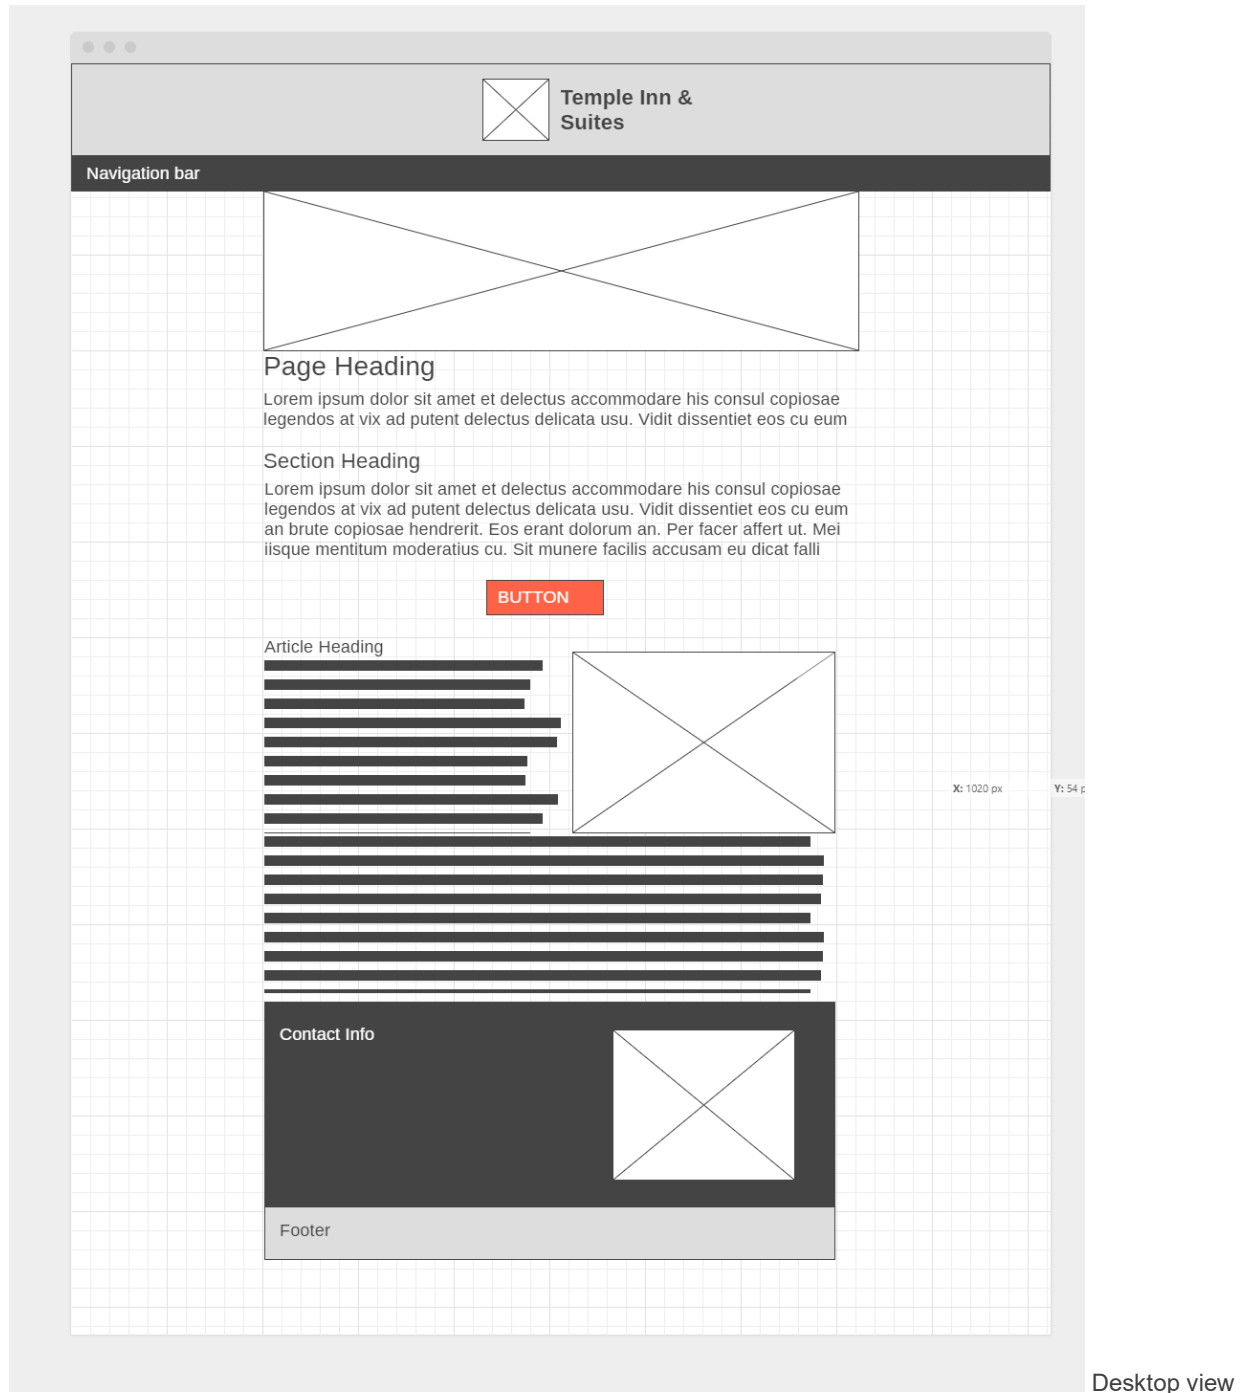 Temple Inn &
Suites
Navigation bar
Page Heading
Lorem ipsum dolor sit amet et delectus accommodare his consul copiosae
legendos at vix ad putent delectus delicata usu. Vidit dissentiet eos cu eum
Section Heading
Lorem ipsum dolor sit amet et delectus accommodare his consul copiosae
legendos at vix ad putent delectus delicata usu. Vidit dissentiet eos cu eum
an brute copiosae hendrerit. Eos erant dolorum an. Per facer affert ut. Mei
iisque mentitum moderatius cu. Sit munere facilis accusam eu dicat falli
BUTTON
Article Heading
X: 1020 px Y: 54 p
Contact Info
Footer
Desktop view